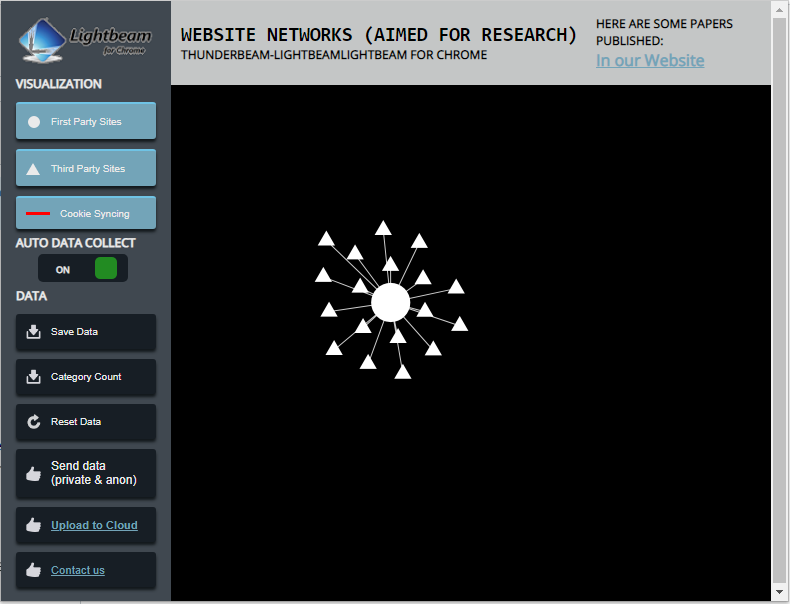 Lightbeam
for Chrome
VISUALIZATION
First Party Sites
Third Party Sites
Cookie Syncing
AUTO DATA COLLECT
ON
DATA
Save Data
Category Count
Reset Data
Send data
(private & anon)
Upload to Cloud
Contact us
WEBSITE NETWORKS (AIMED FOR RESEARCH)
THUNDERBEAM-LIGHTBEAMLIGHTBEAM FOR CHROME
HERE ARE SOME PAPERS
PUBLISHED:
In our Website